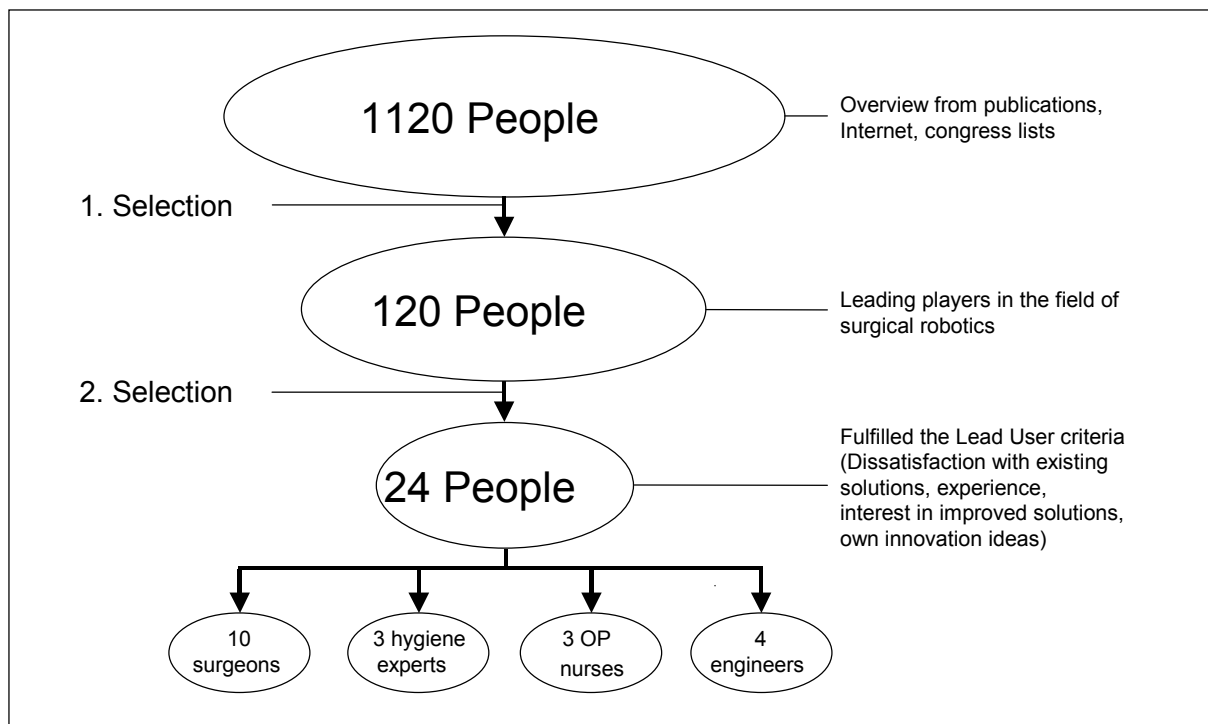 1120 People
Overview from publications,
Internet, congress lists
1. Selection
120 People
Leading players in the field of
surgical robotics
2. Selection
24 People
Fulfilled the Lead User criteria
(Dissatisfaction with existing
solutions, experience,
interest in improved solutions,
own innovation ideas)
10
surgeons
3 hygiene
experts
3 OP
nurses
4
engineers